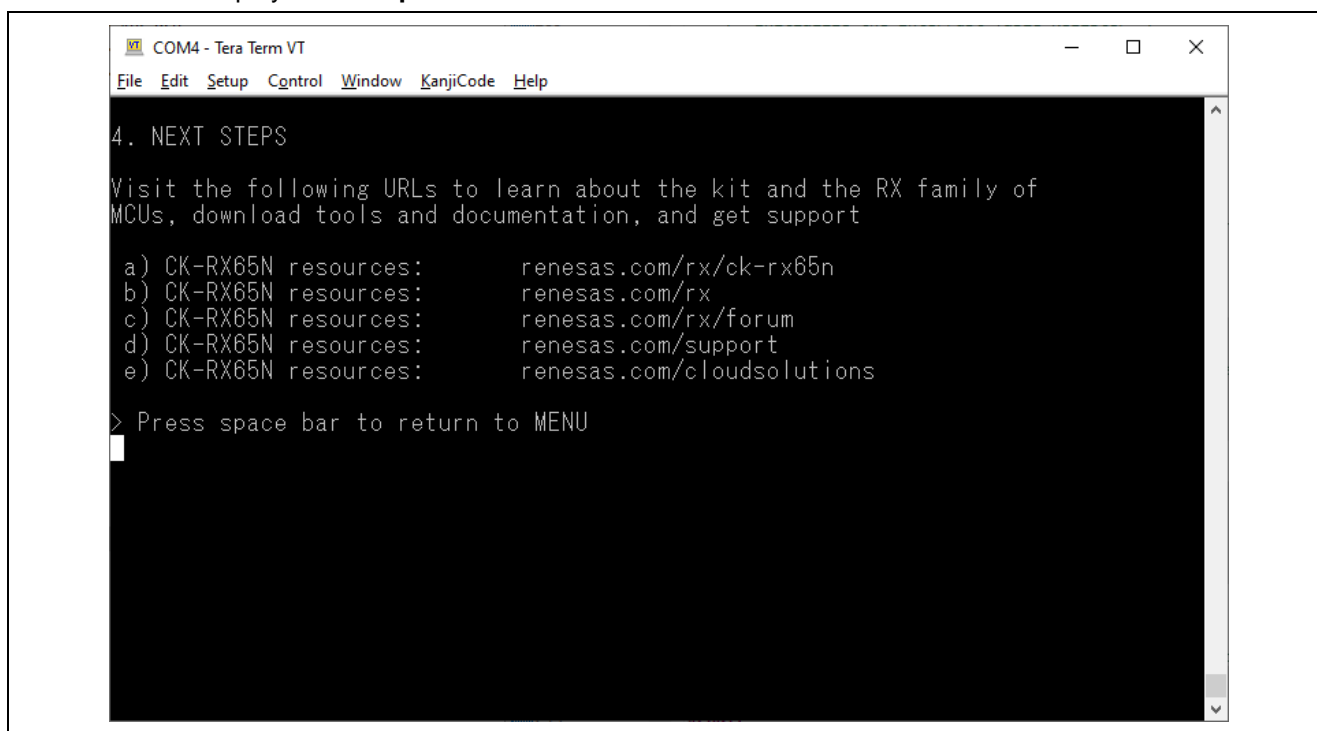 COM4 - Tera Term VT
File Edit Setup Control Window KanjiCode Help
4. NEXT STEPS
Visit the following URLs to learn about the kit and the RX family of
MCUs, download tools and documentation, and get support
a) CK-RX65N resources: renesas.com/rx/ck-rx65n
b) CK-RX65N resources: renesas.com/rx
c) CK-RX65N resources: renesas.com/rx/forum
d) CK-RX65N resources: renesas.com/support
e) CK-RX65N resources: renesas.com/cloudsolutions
> Press space bar to return to MENU